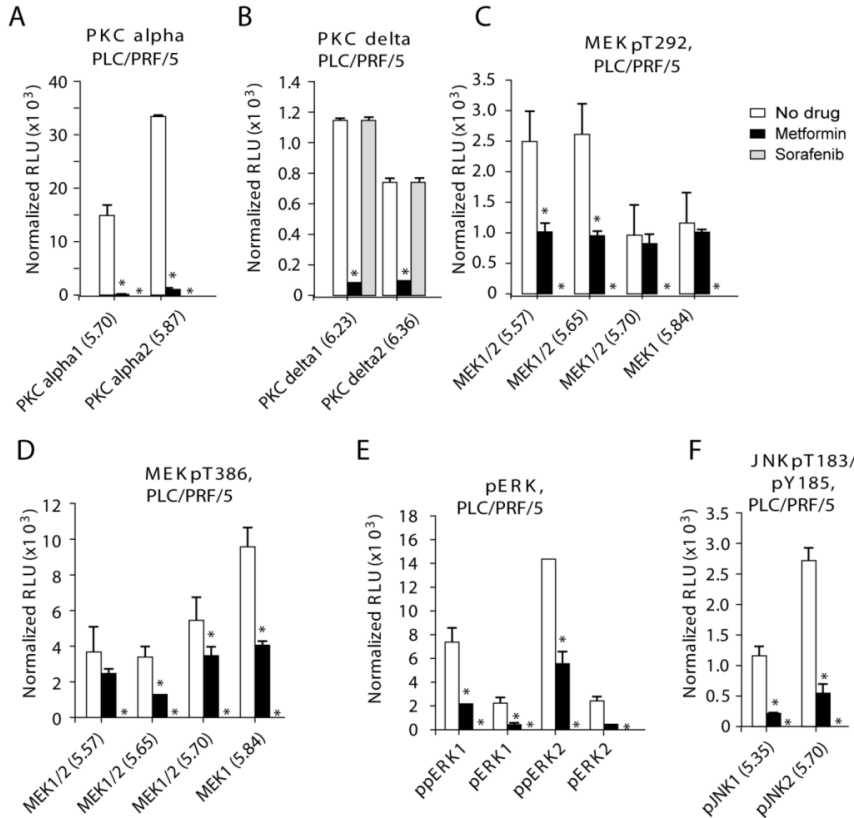 A
PKC alpha
PLC/PRF/5
Normalized RLU (x10³)
40
30
15
10
0
*
*
*
*
PKC alpha1 (5.70)
PKC alpha2 (5.87)
B
PKC delta
PLC/PRF/5
Normalized RLU (x10³)
1.4
1.2
1.0
0.8
0.6
0.4
0.2
0
*
*
PKC delta1 (6.23)
PKC delta2 (6.36)
C
MEK pT292,
PLC/PRF/5
Normalized RLU (x10³)
3.5
3.0
2.5
2.0
1.5
1.0
0.5
0
*
*
*
*
*
*
MEK1/2 (5.57)
MEK1/2 (5.65)
MEK1/2 (5.70)
MEK1 (5.84)
No drug
Metformin
Sorafenib
D
MEK pT386,
PLC/PRF/5
Normalized RLU (x10³)
12
10
8
6
4
2
0
*
*
*
*
*
*
*
MEK1/2 (5.57)
MEK1/2 (5.65)
MEK1/2 (5.70)
MEK1 (5.84)
E
pERK,
PLC/PRF/5
Normalized RLU (x10³)
18
16
14
12
10
8
6
4
2
0
*
*
*
*
*
*
*
ppERK1
pERK1
ppERK2
pERK2
F
JNKpT183/
pY185,
PLC/PRF/5
Normalized RLU (x10³)
3.5
3.0
2.5
1.0
1.0
0.5
0
*
*
*
*
pJNK1 (5.35)
pJNK2 (5.70)